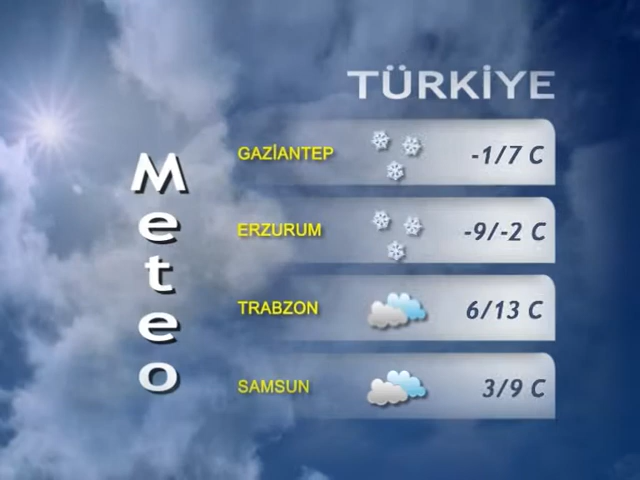 TÜRKİYE
Meteo
GAZİANTEP -1/7 C
ERZURUM -9/-2 C
TRABZON 6/13 C
SAMSUN 3/9 C